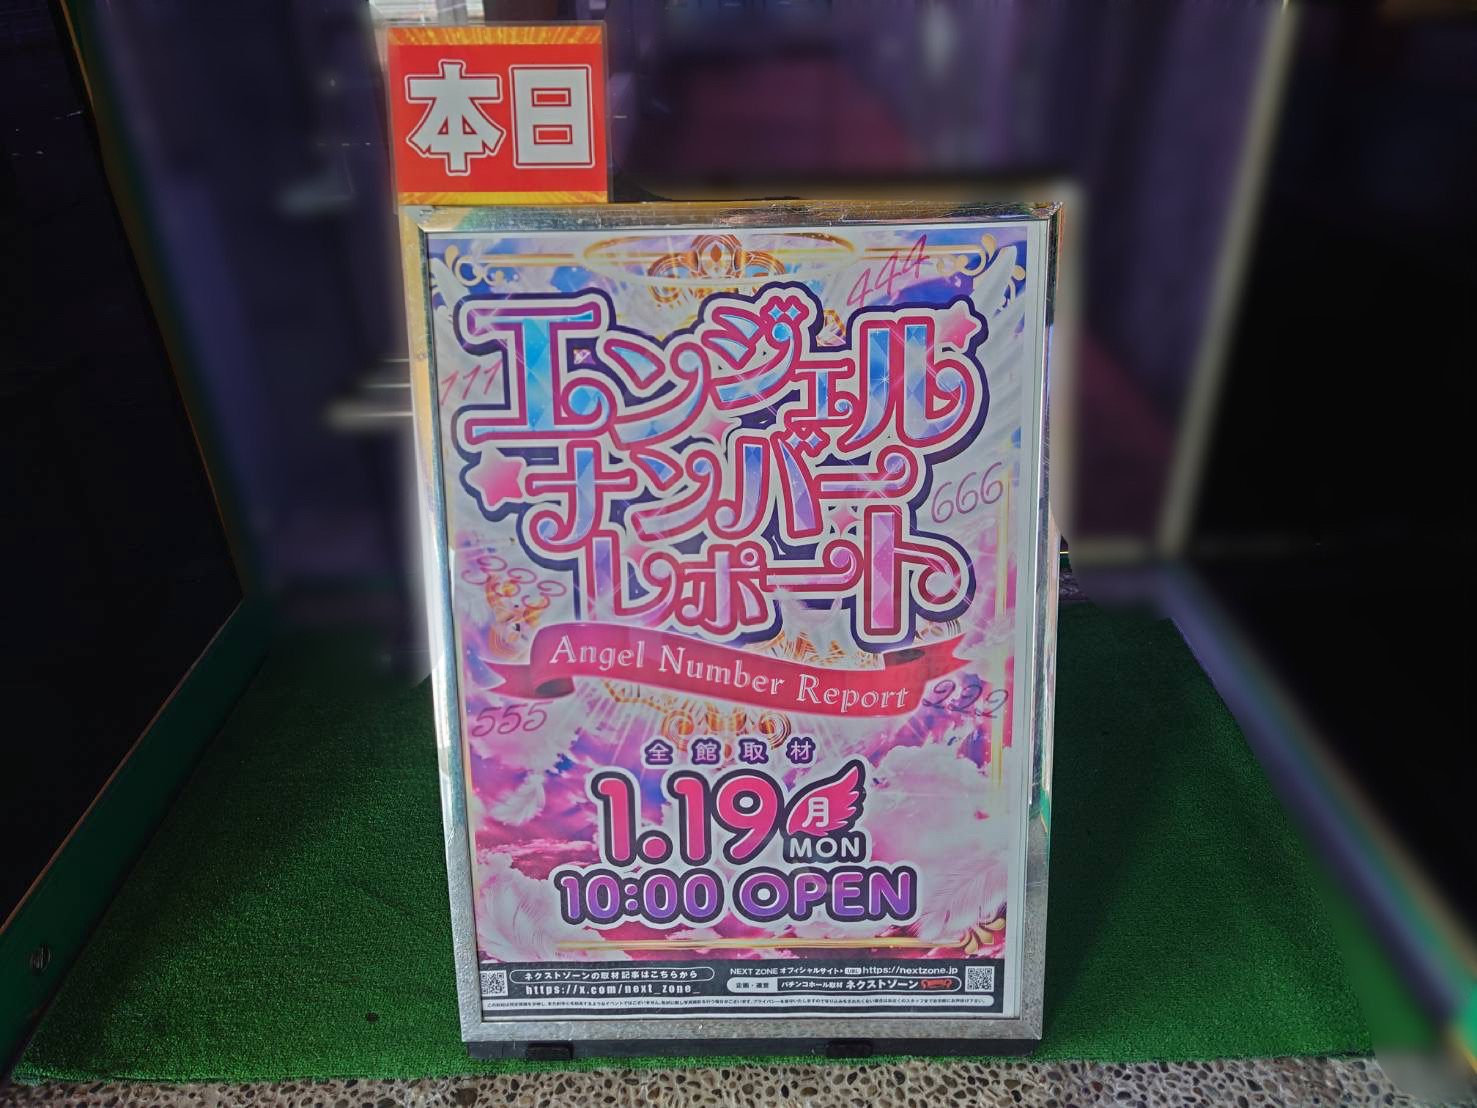 本日
444
エンジェル
111
ナンバー
666
レポート
Angel Number Report
222
555
全館取材
1.19 月 MON
10:00 OPEN
ネクストゾーンの取材記事はこちらから
https://x.com/next_zone_
NEXT ZONE オフィシャルサイト URL https://nextzone.jp
企画・運営 パチンコホール取材 ネクストゾーン